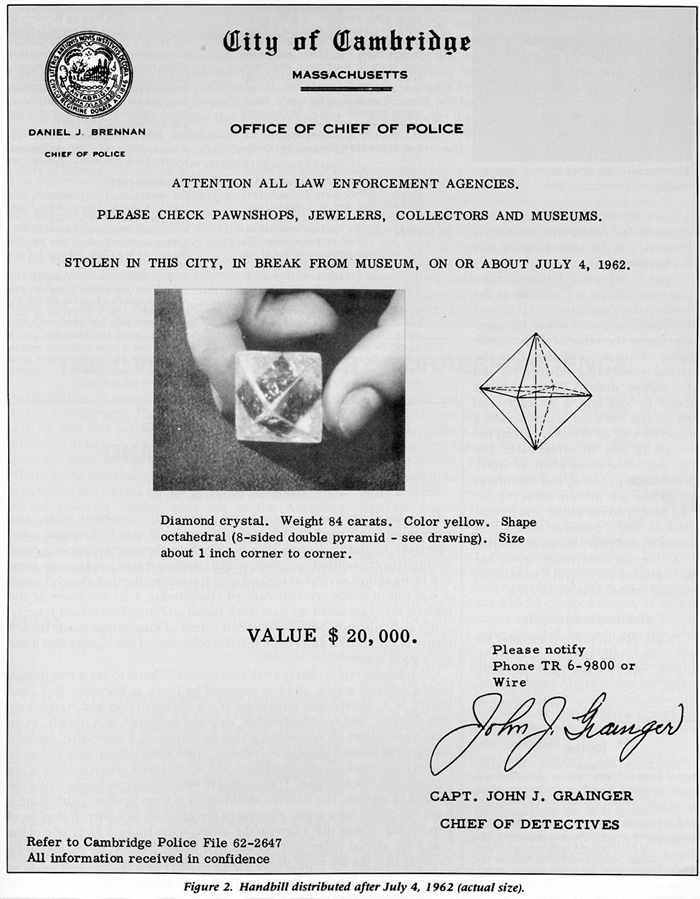 City of Cambridge
MASSACHUSETTS
DANIEL J. BRENNAN
CHIEF OF POLICE
OFFICE OF CHIEF OF POLICE
ATTENTION ALL LAW ENFORCEMENT AGENCIES.
PLEASE CHECK PAWNSHOPS, JEWELERS, COLLECTORS AND MUSEUMS.
STOLEN IN THIS CITY, IN BREAK FROM MUSEUM, ON OR ABOUT JULY 4, 1962.
Diamond crystal. Weight 84 carats. Color yellow. Shape
octahedral (8-sided double pyramid - see drawing). Size
about 1 inch corner to corner.
VALUE $ 20,000.
Please notify
Phone TR 6-9800 or
Wire
John J. Grainger
CAPT. JOHN J. GRAINGER
CHIEF OF DETECTIVES
Refer to Cambridge Police File 62-2647
All information received in confidence
Figure 2. Handbill distributed after July 4, 1962 (actual size).